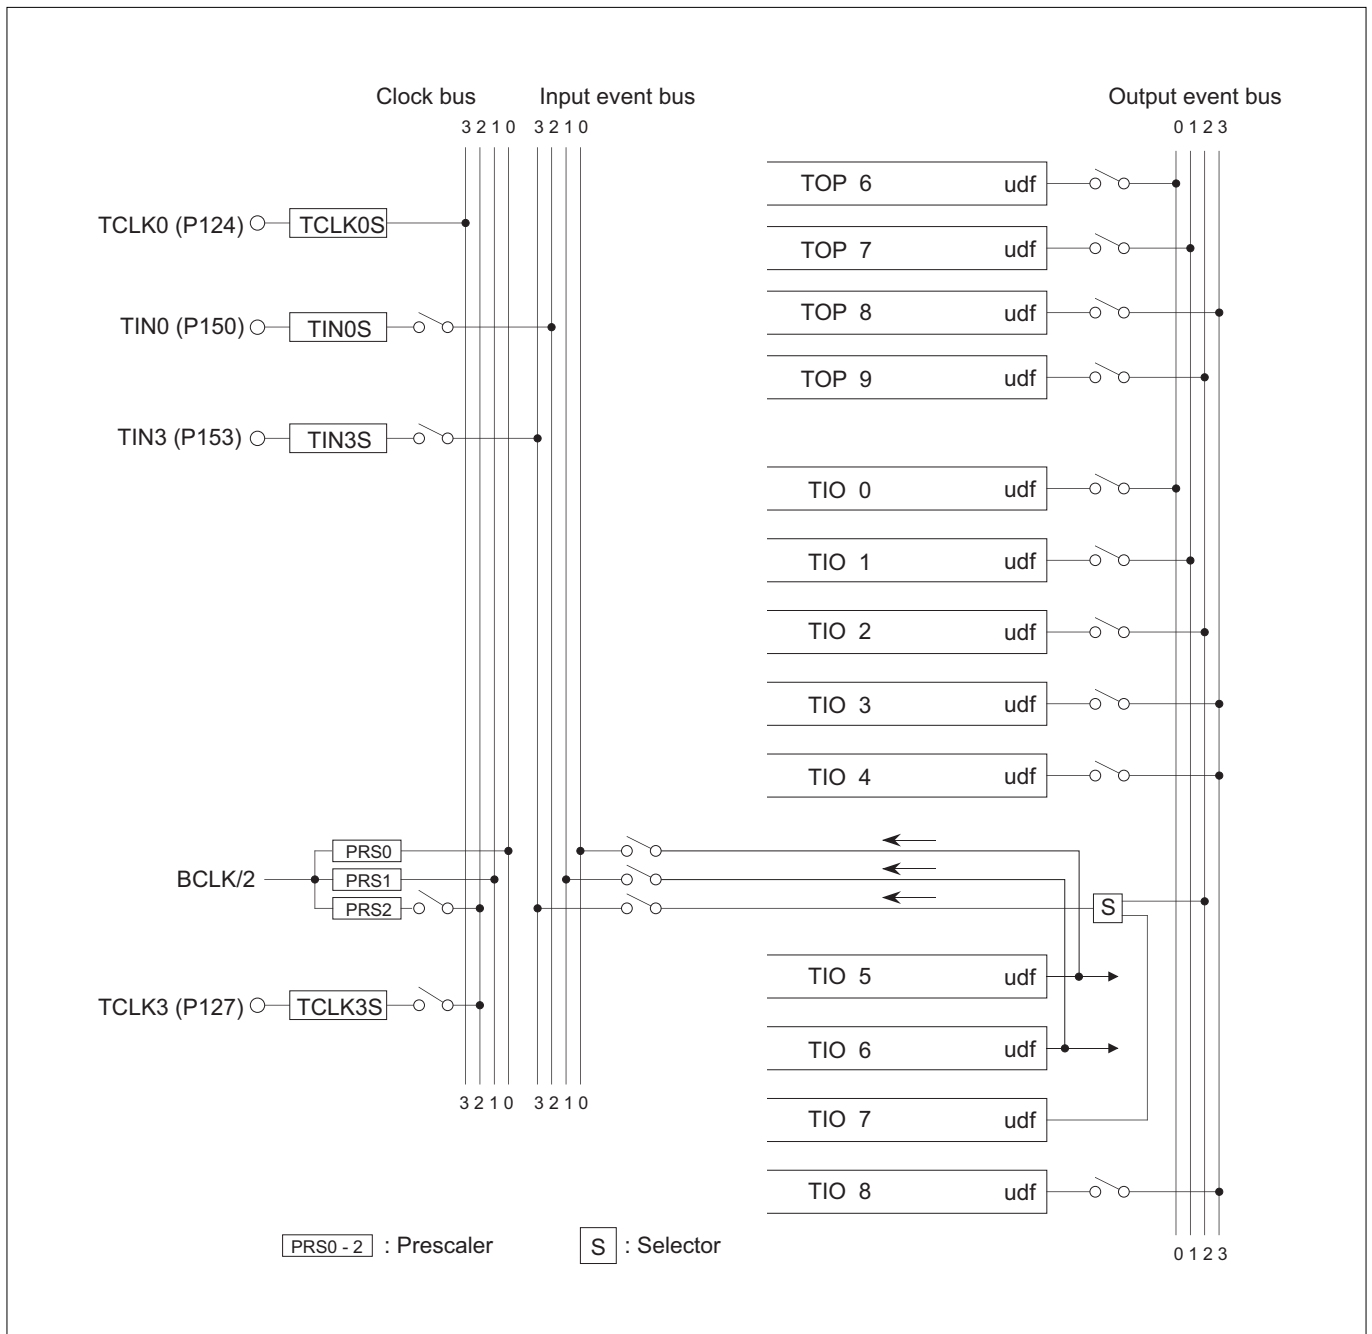 Clock bus Input event bus Output event bus
3 2 1 0 3 2 1 0 0 1 2 3
TOP 6 udf
TCLK0 (P124) TCLK0S
TOP 7 udf
TIN0 (P150) TIN0S
TOP 8 udf
TOP 9 udf
TIN3 (P153) TIN3S
TIO 0 udf
TIO 1 udf
TIO 2 udf
TIO 3 udf
TIO 4 udf
PRS0
BCLK/2 PRS1
PRS2
S
TIO 5 udf
TCLK3 (P127) TCLK3S
TIO 6 udf
3 2 1 0 3 2 1 0
TIO 7 udf
TIO 8 udf
PRS0 - 2 : Prescaler S : Selector
0 1 2 3